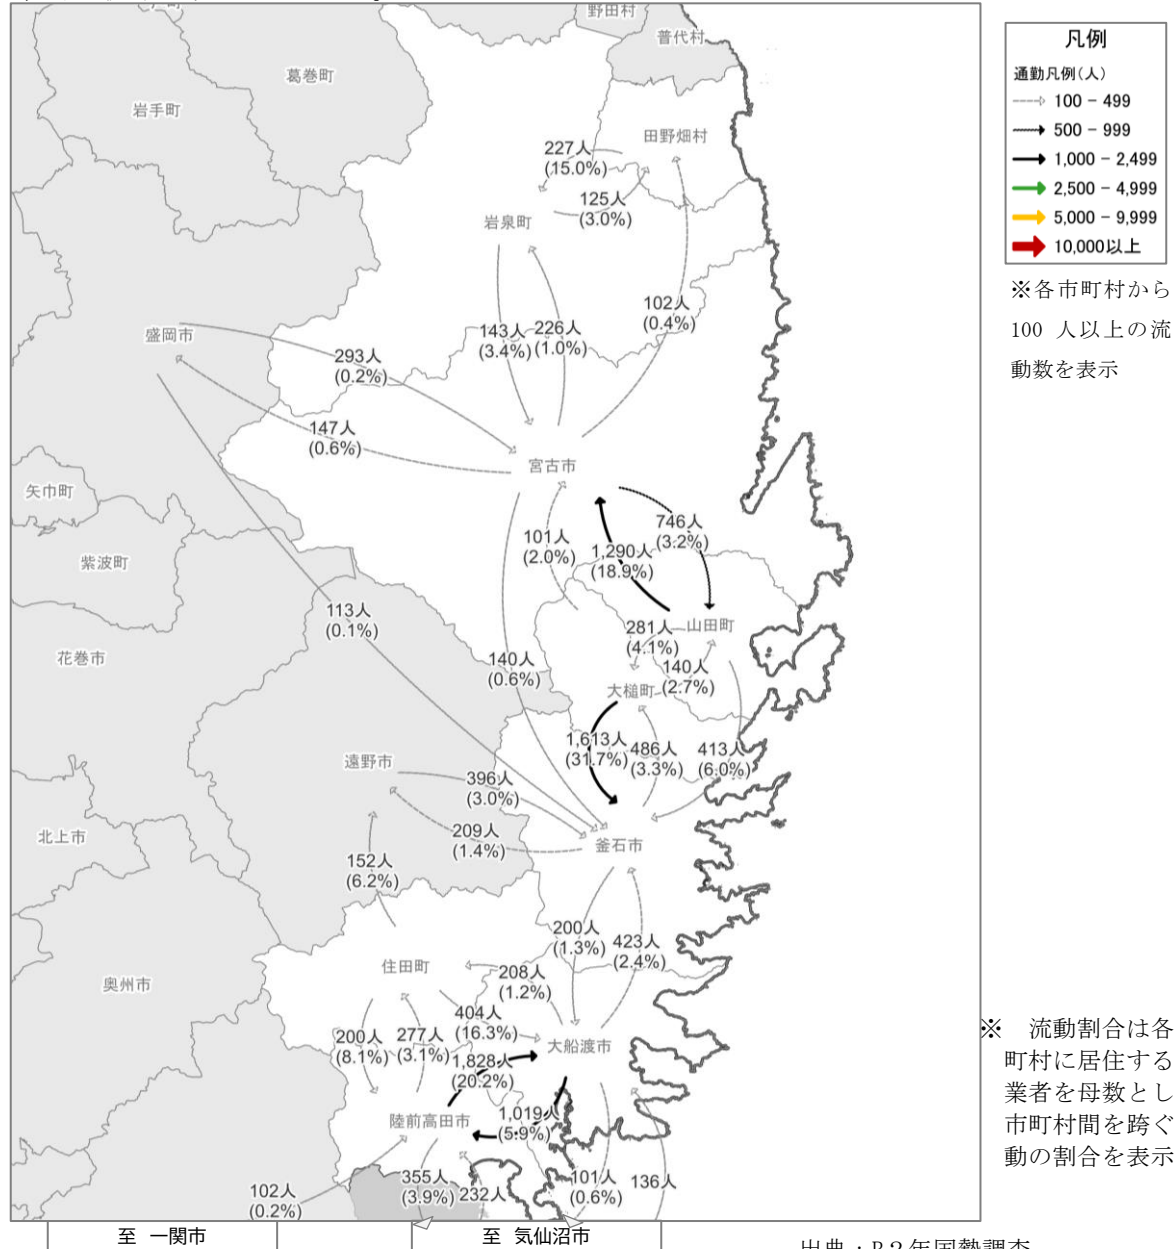 野田村
普代村
葛巻町
岩手町
田野畑村
227人
(15.0%)
125人
(3.0%)
岩泉町
102人
(0.4%)
143人
(3.4%)
226人
(1.0%)
盛岡市
293人
(0.2%)
147人
(0.6%)
宮古市
矢巾町
746人
(3.2%)
101人
(2.0%)
1,290人
(18.9%)
紫波町
113人
(0.1%)
281人
(4.1%)
山田町
花巻市
140人
(0.6%)
140人
(2.7%)
大槌町
1,613人
(31.7%)
486人
(3.3%)
413人
(6.0%)
遠野市
396人
(3.0%)
209人
(1.4%)
北上市
釜石市
152人
(6.2%)
200人
(1.3%)
423人
(2.4%)
住田町
208人
(1.2%)
奥州市
404人
(16.3%)
200人
(8.1%)
277人
(3.1%)
大船渡市
1,828人
(20.2%)
陸前高田市
1,019人
(5.9%)
355人
(3.9%)
232人
101人
(0.6%)
136人
102人
(0.2%)
至 一関市
至 気仙沼市
凡例
通勤凡例(人)
100 - 499
500 - 999
1,000 - 2,499
2,500 - 4,999
5,000 - 9,999
10,000以上
※各市町村から
100 人以上の流
動数を表示
※ 流動割合は各
町村に居住する
業者を母数とし
市町村間を跨ぐ
動の割合を表示